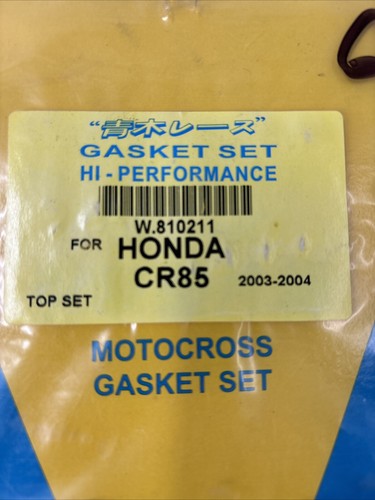 "青木レース"
GASKET SET
HI - PERFORMANCE
W.810211
FOR HONDA
CR85 2003-2004
TOP SET
MOTOCROSS
GASKET SET